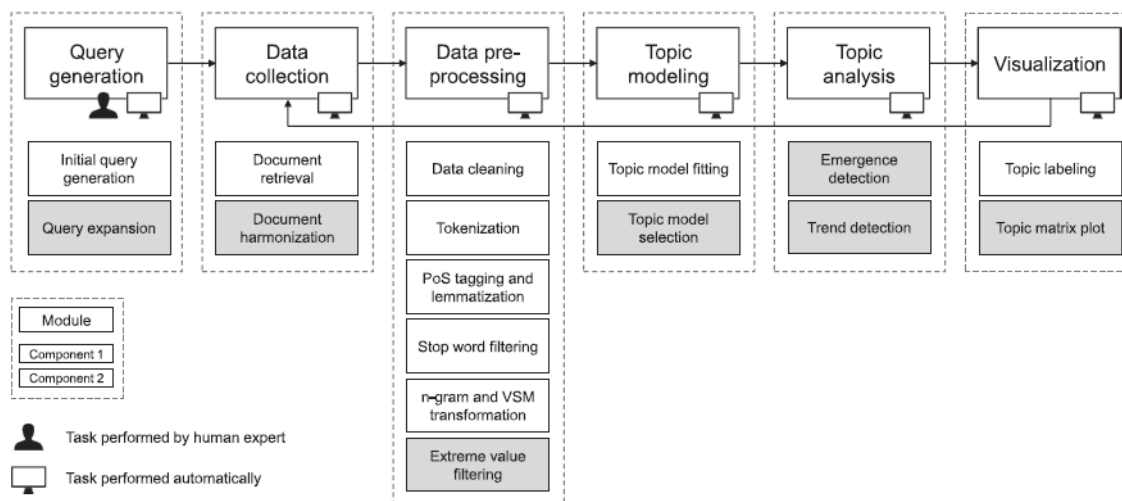 Query
generation
Data
collection
Data pre-
processing
Topic
modeling
Topic
analysis
Visualization
Initial query
generation
Query expansion
Document
retrieval
Document
harmonization
Data cleaning
Tokenization
PoS tagging and
lemmatization
Stop word filtering
n-gram and VSM
transformation
Extreme value
filtering
Topic model fitting
Topic model
selection
Emergence
detection
Trend detection
Topic labeling
Topic matrix plot
Module
Component 1
Component 2
Task performed by human expert
Task performed automatically